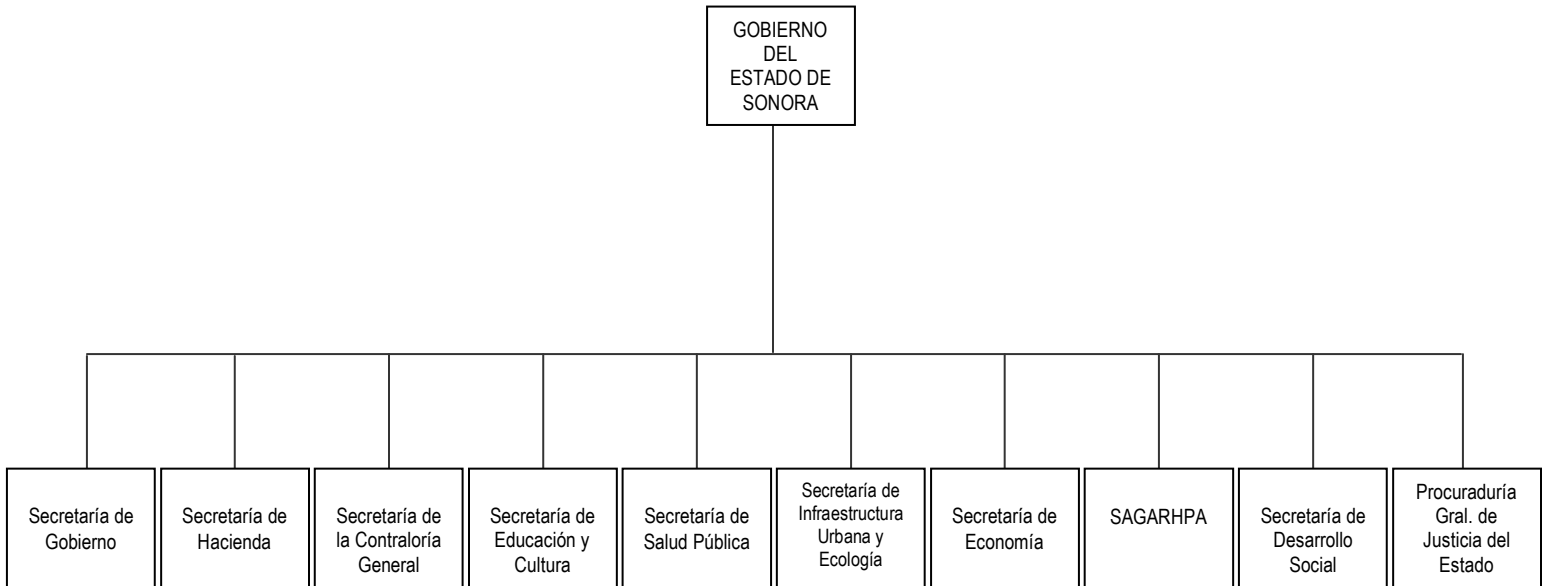 GOBIERNO
DEL
ESTADO DE
SONORA
Secretaría de
Gobierno
Secretaría de
Hacienda
Secretaría de
la Contraloría
General
Secretaría de
Educación y
Cultura
Secretaría de
Salud Pública
Secretaría de
Infraestructura
Urbana y
Ecología
Secretaría de
Economía
SAGARHPA
Secretaría de
Desarrollo
Social
Procuraduría
Gral. de
Justicia del
Estado